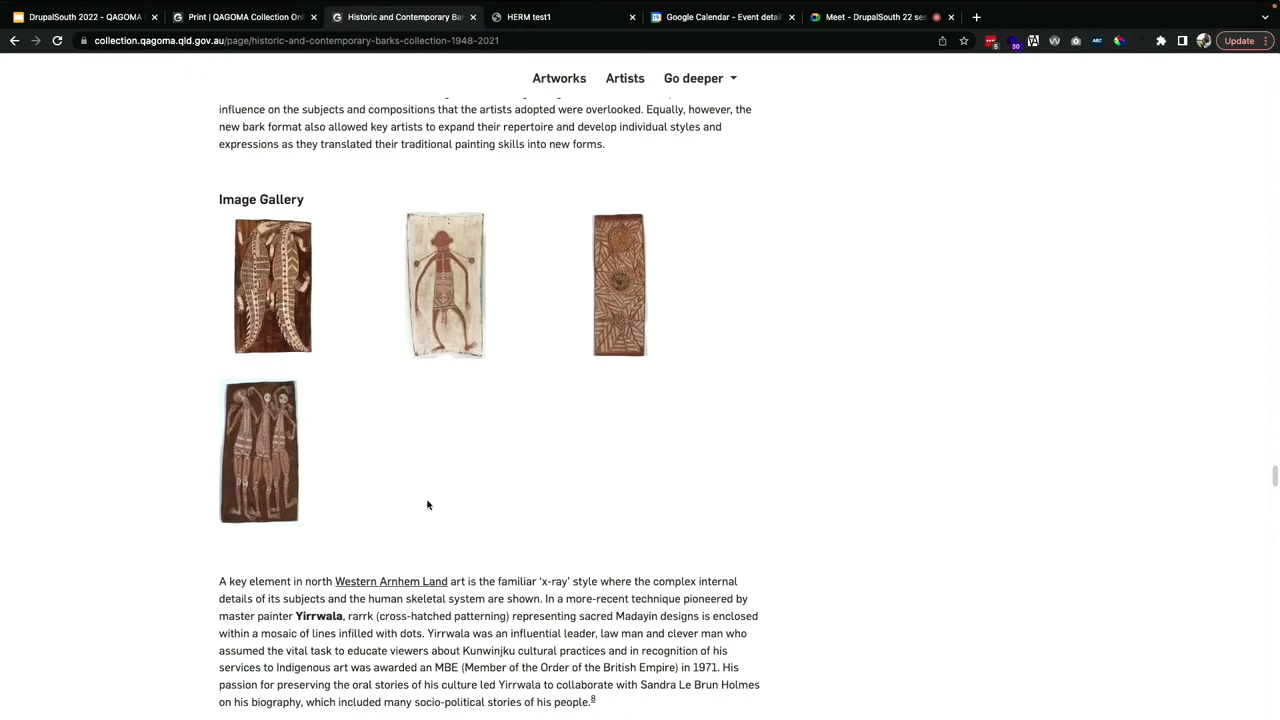 DrupalSouth 2022 - QAGOMA
Print | QAGOMA Collection Onl
Historic and Contemporary Ba
HERM test1
Google Calendar - Event detai
Meet - DrupalSouth 22 ses
collection.qagoma.qld.gov.au/page/historic-and-contemporary-barks-collection-1948-2021
5
30
ARC
Update
Artworks Artists Go deeper
influence on the subjects and compositions that the artists adopted were overlooked. Equally, however, the
new bark format also allowed key artists to expand their repertoire and develop individual styles and
expressions as they translated their traditional painting skills into new forms.
Image Gallery
A key element in north Western Arnhem Land art is the familiar ‘x-ray’ style where the complex internal
details of its subjects and the human skeletal system are shown. In a more-recent technique pioneered by
master painter Yirrwala, rarrk (cross-hatched patterning) representing sacred Madayin designs is enclosed
within a mosaic of lines infilled with dots. Yirrwala was an influential leader, law man and clever man who
assumed the vital task to educate viewers about Kunwinjku cultural practices and in recognition of his
services to Indigenous art was awarded an MBE (Member of the Order of the British Empire) in 1971. His
passion for preserving the oral stories of his culture led Yirrwala to collaborate with Sandra Le Brun Holmes
on his biography, which included many socio-political stories of his people.8